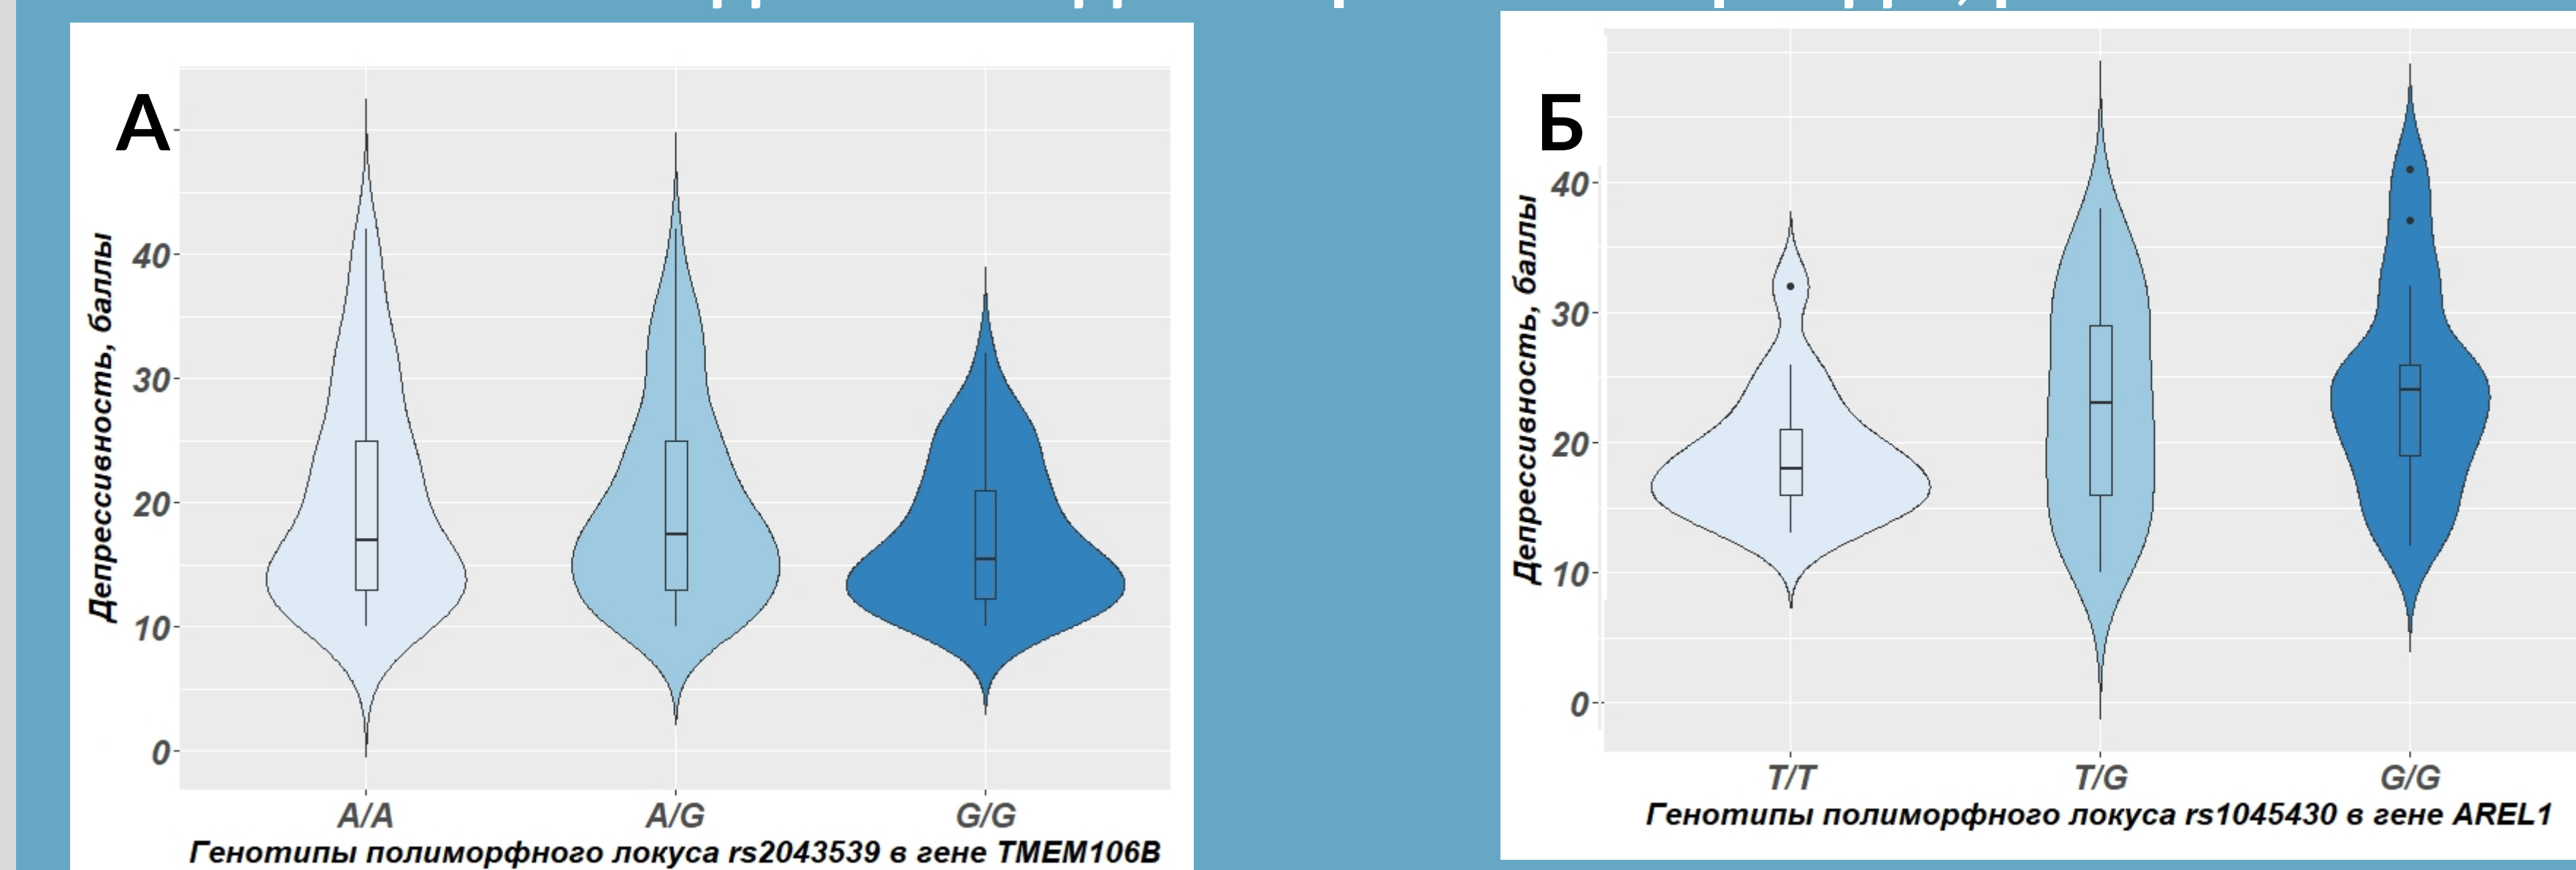 А
40
30
20
10
0
Депрессивность, баллы
A/A A/G G/G
Генотипы полиморфного локуса rs2043539 в гене TMEM106B
Б
40
30
20
10
0
Депрессивность, баллы
T/T T/G G/G
Генотипы полиморфного локуса rs1045430 в гене AREL1